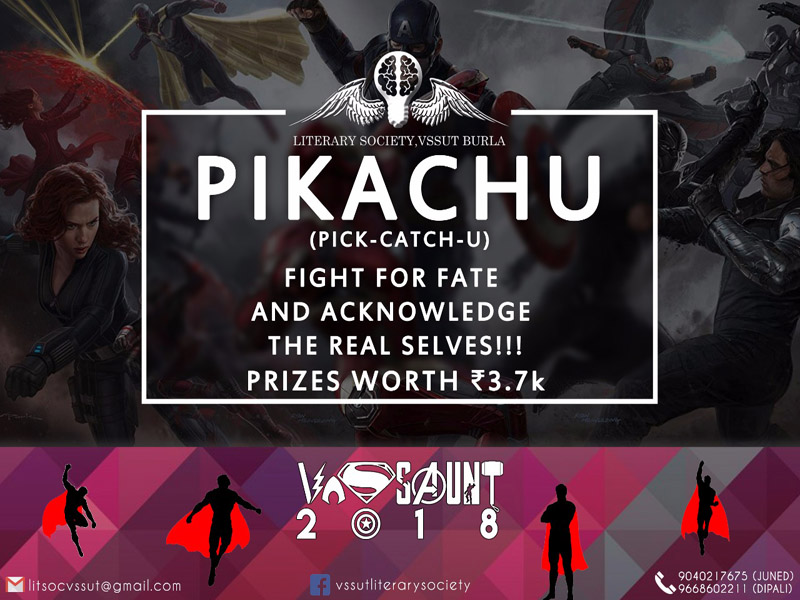 LITERARY SOCIETY,VSSUT BURLA
PIKACHU
(PICK-CATCH-U)
FIGHT FOR FATE
AND ACKNOWLEDGE
THE REAL SELVES!!!
PRIZES WORTH ₹3.7k
VASSAUNT
2018
litsocvssut@gmail.com
vssutliterarysociety
9040217675 (JUNED)
9668602211 (DIPALI)